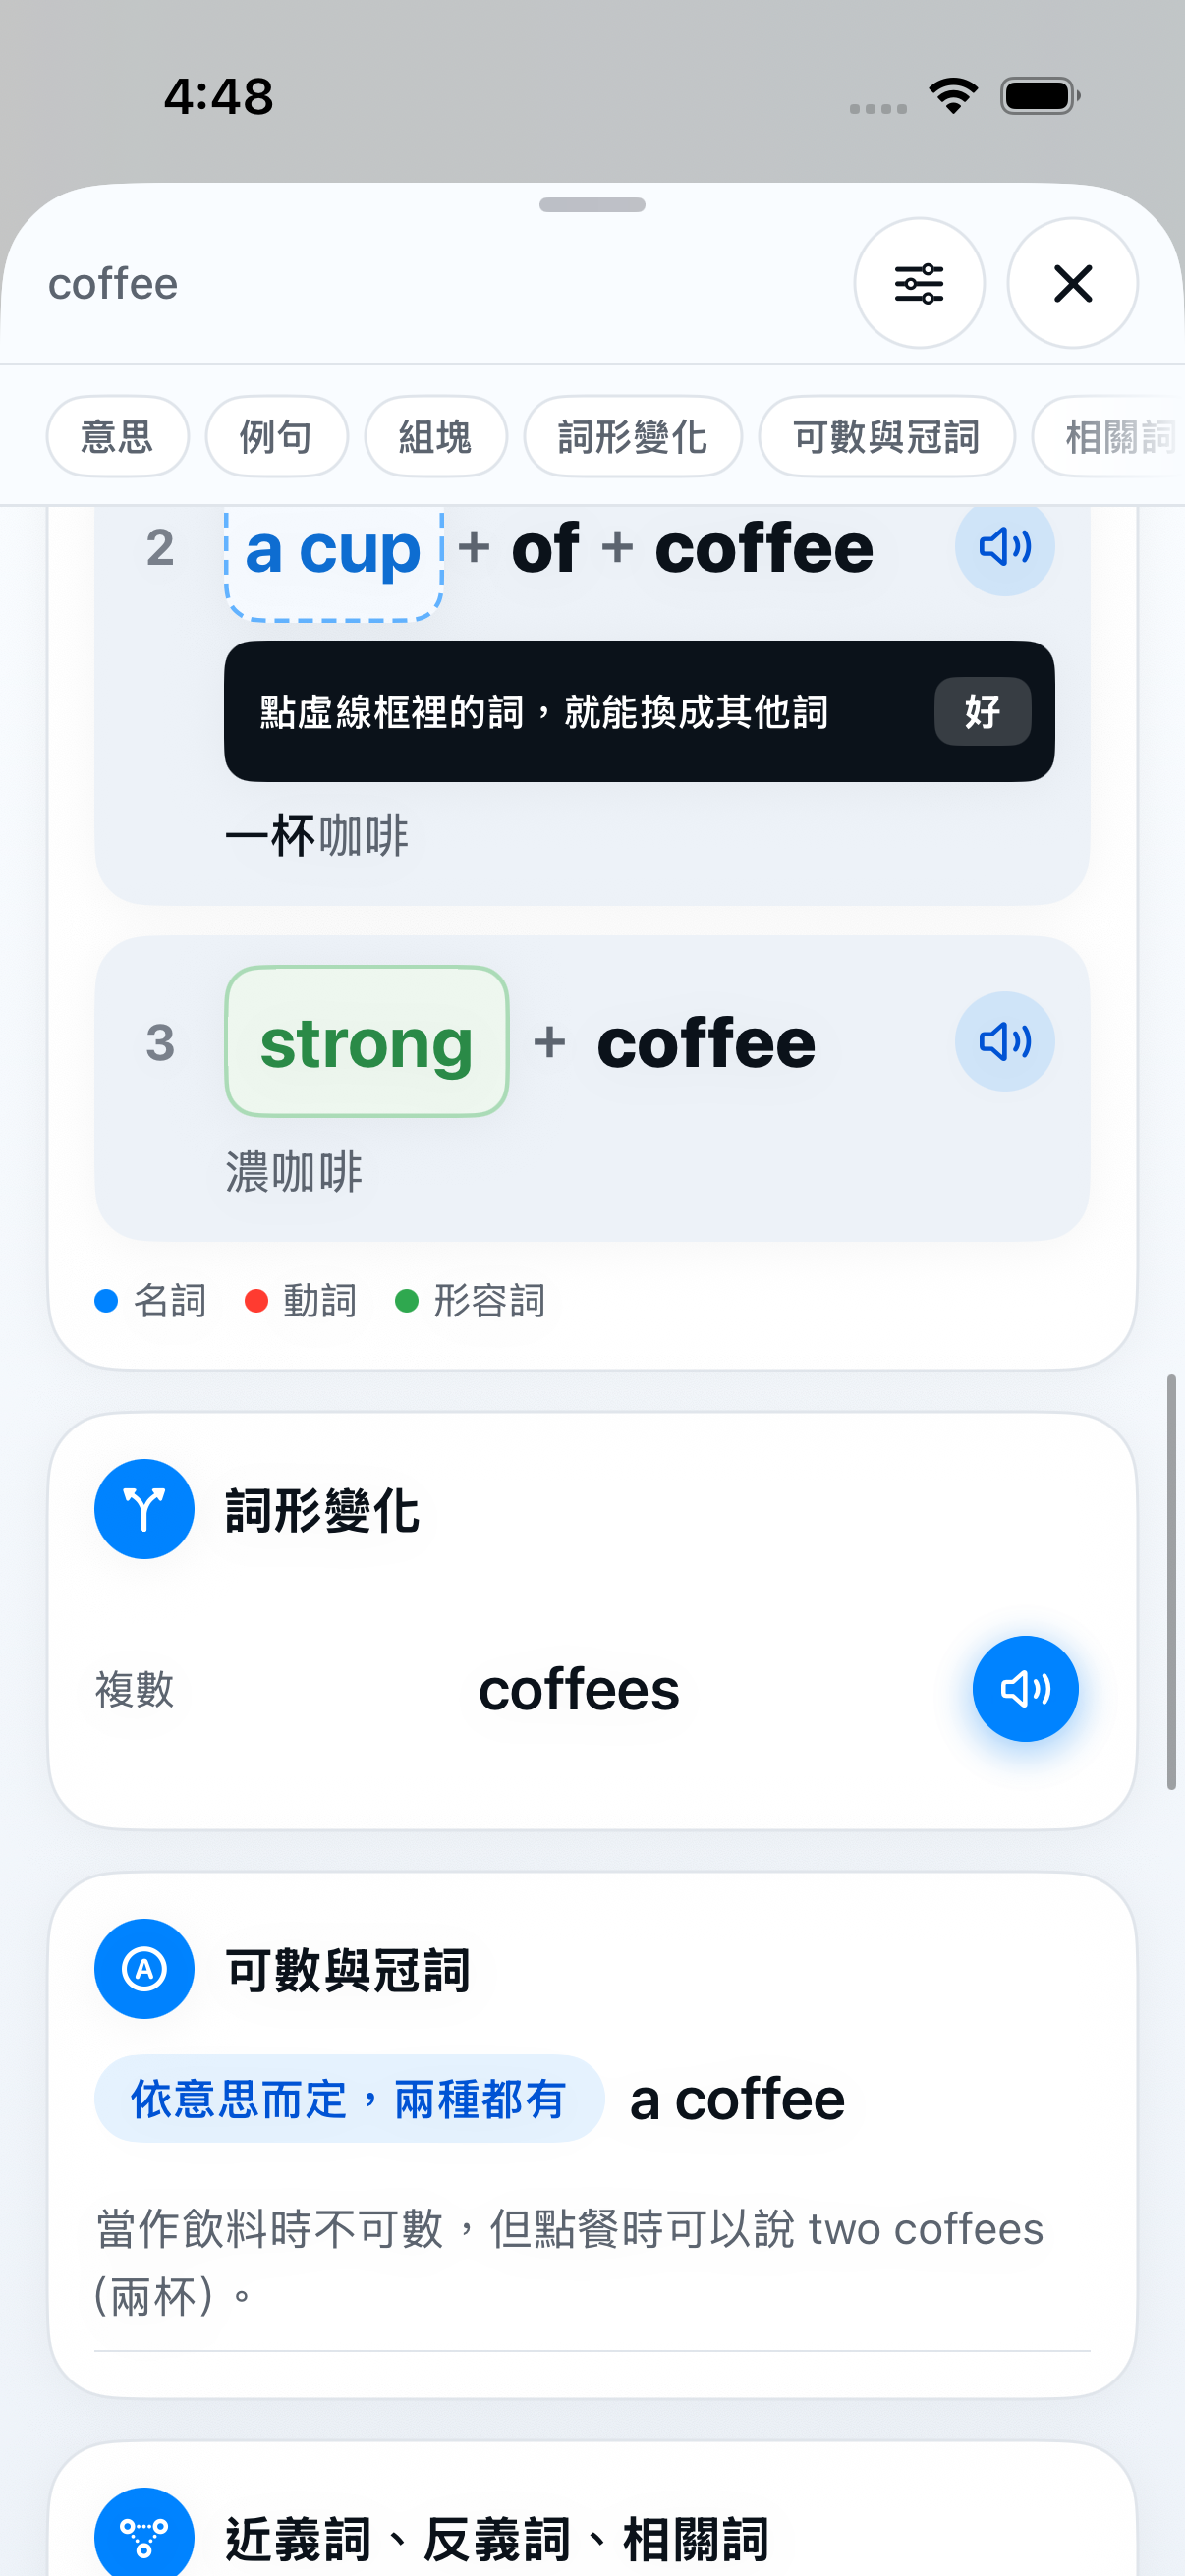 4:48
coffee
意思 例句 組塊 詞形變化 可數與冠詞 相關詞
2 a cup + of + coffee
點虛線框裡的詞，就能換成其他詞 好
一杯咖啡
3 strong + coffee
濃咖啡
名詞 動詞 形容詞
詞形變化
複數 coffees
A 可數與冠詞
依意思而定，兩種都有 a coffee
當作飲料時不可數，但點餐時可以說 two coffees
(兩杯)。
近義詞、反義詞、相關詞